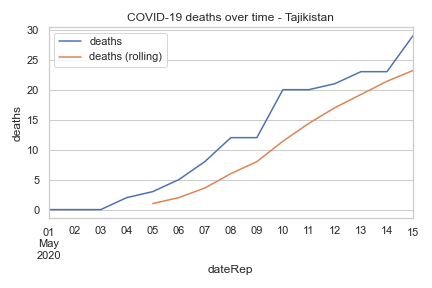 COVID-19 deaths over time - Tajikistan
30
25
20
15
10
5
0
deaths
deaths
deaths (rolling)
01 02 03 04 05 06 07 08 09 10 11 12 13 14 15
May
2020
dateRep